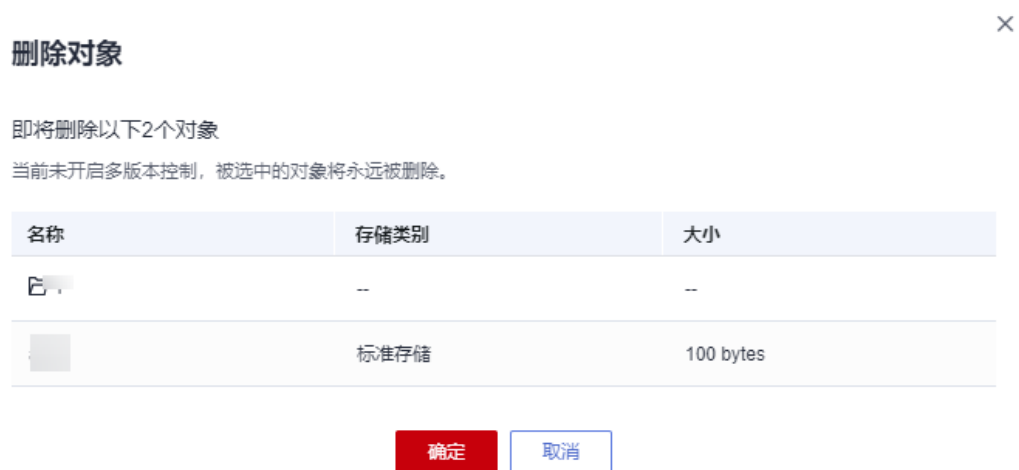 删除对象
即将删除以下2个对象
当前未开启多版本控制，被选中的对象将永远被删除。
名称 存储类别 大小
-- --
标准存储 100 bytes
确定 取消